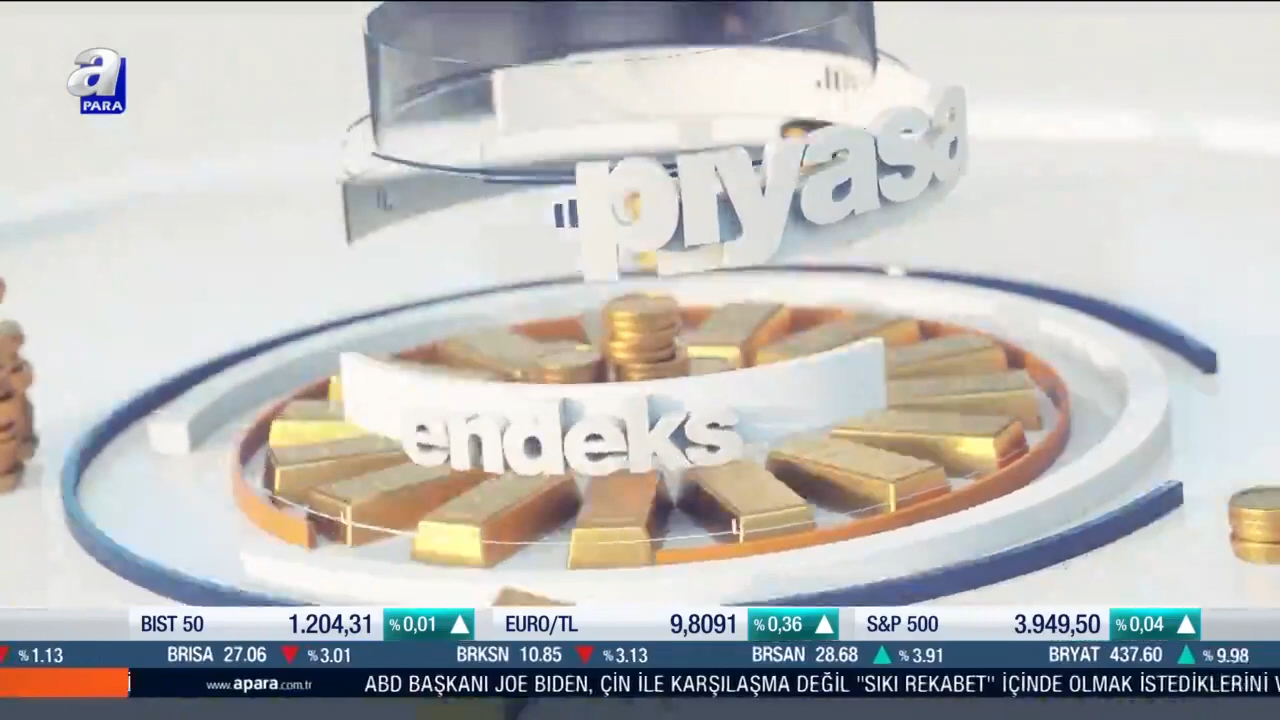 a
PARA
piyasa
endeks
BIST 50 1.204,31 %0,01 EURO/TL 9,8091 %0,36 S&P 500 3.949,50 %0,04
%1.13 BRISA 27.06 %3.01 BRKSN 10.85 %3.13 BRSAN 28.68 %3.91 BRYAT 437.60 %9.98
www.apara.com.tr ABD BAŞKANI JOE BIDEN, ÇİN İLE KARŞILAŞMA DEĞİL "SIKI REKABET" İÇİNDE OLMAK İSTEDİKLERİNİ